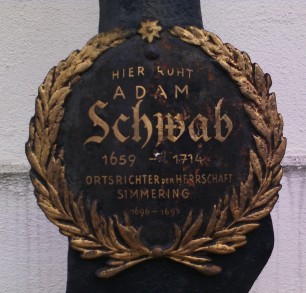 HIER RUHT
ADAM
Schwab
1659 - 1714
ORTSRICHTER DER HERRSCHAFT
SIMMERING